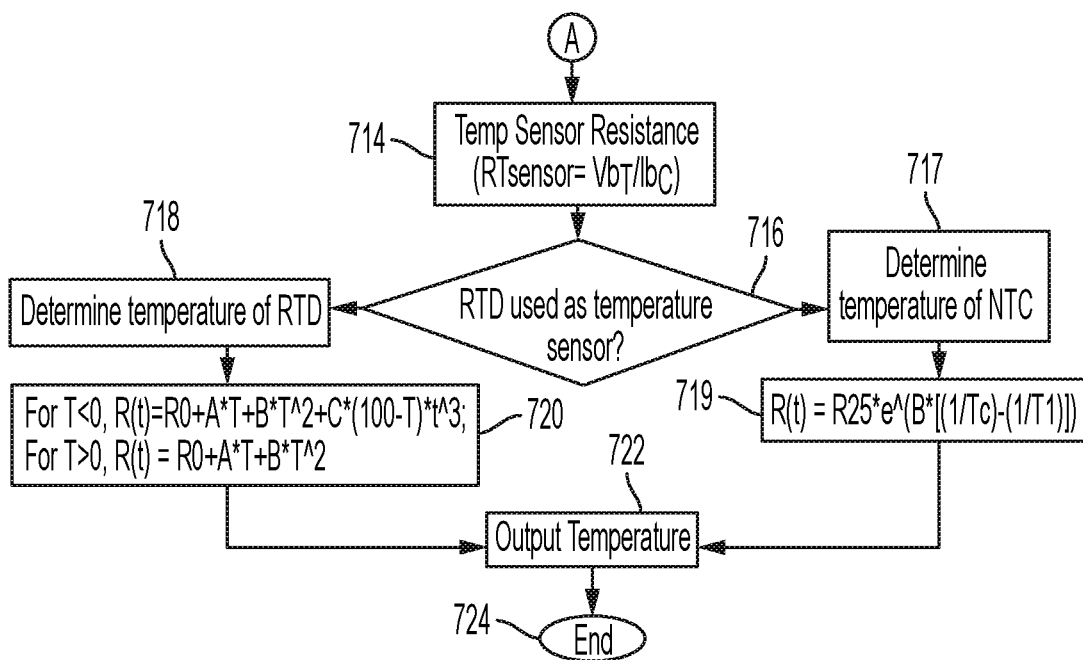 A
714
Temp Sensor Resistance
(RTsensor= VbT/IbC)
718
716
717
Determine temperature of RTD
RTD used as temperature
sensor?
Determine
temperature of NTC
For T<0, R(t)=R0+A*T+B*T^2+C*(100-T)*t^3;
For T>0, R(t) = R0+A*T+B*T^2
720
719
R(t) = R25*e^(B*[(1/Tc)-(1/T1)])
722
Output Temperature
724
End